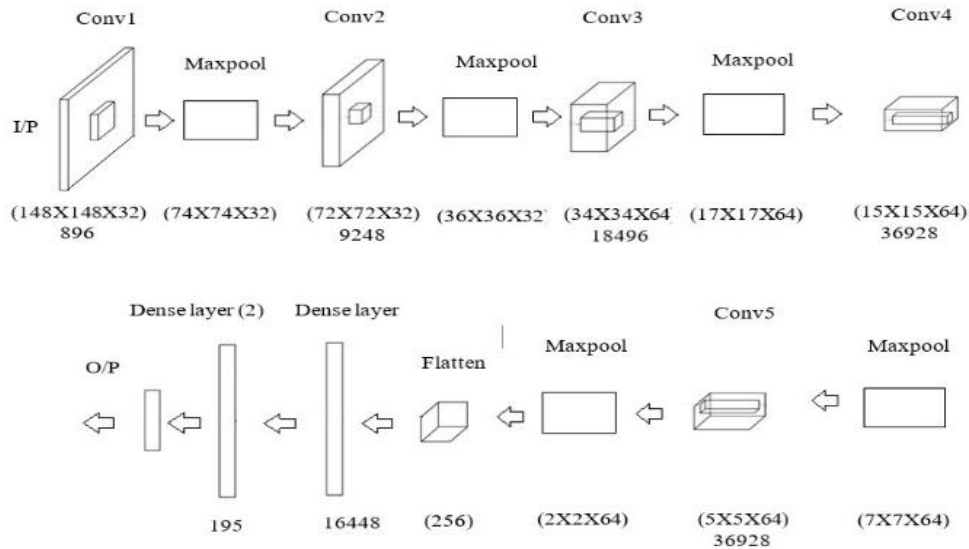 Conv1
Conv2
Conv3
Conv4
Maxpool
Maxpool
Maxpool
I/P
(148X148X32)
896
(74X74X32)
(72X72X32)
9248
(36X36X32)
(34X34X64)
18496
(17X17X64)
(15X15X64)
36928
Dense layer (2)
Dense layer
Conv5
O/P
Flatten
Maxpool
Maxpool
195
16448
(256)
(2X2X64)
(5X5X64)
36928
(7X7X64)